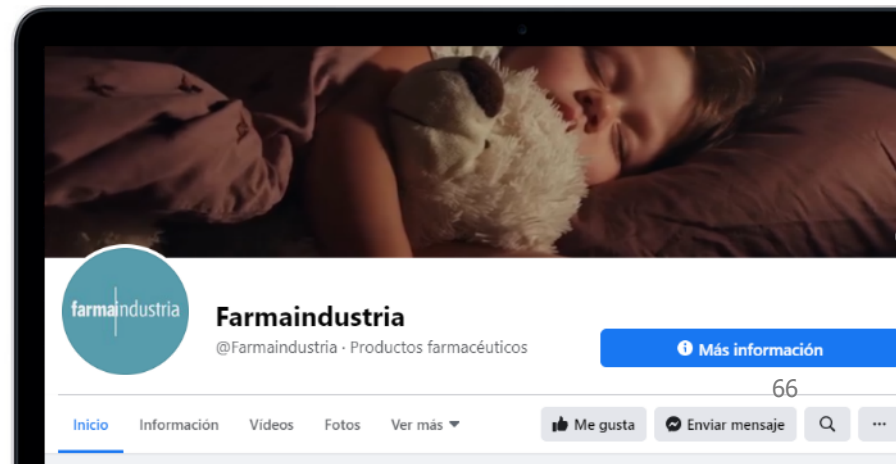 farmaindustria
Farmaindustria
@Farmaindustria · Productos farmacéuticos
Más información
66
Inicio Información Videos Fotos Ver más Me gusta Enviar mensaje